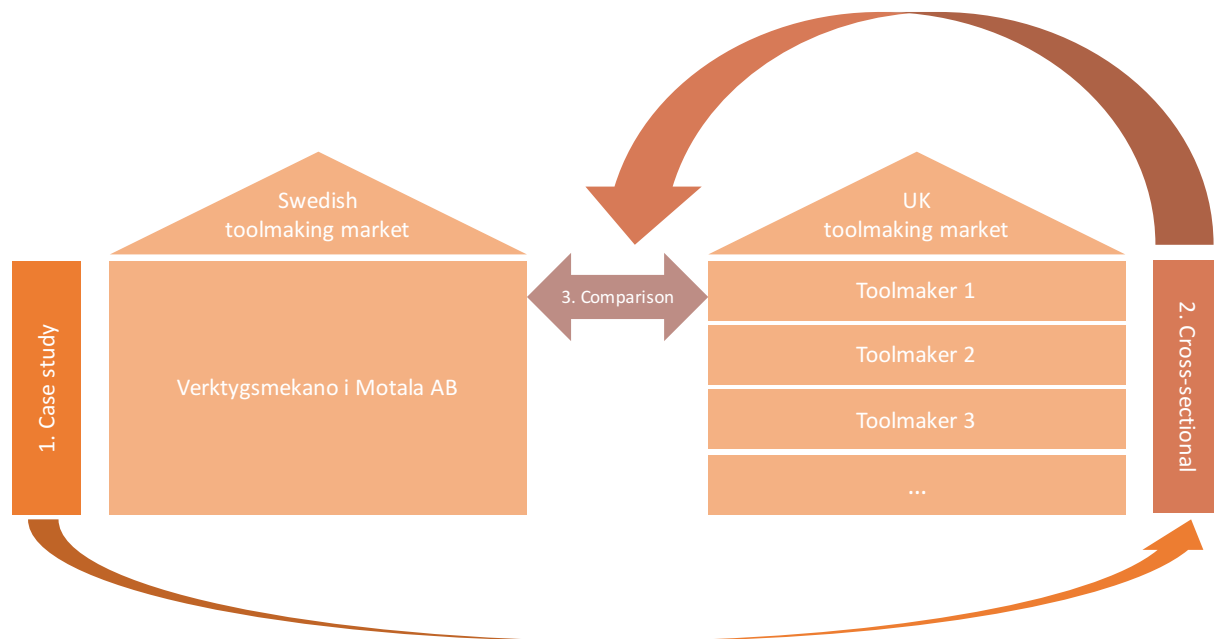 Swedish
toolmaking market
UK
toolmaking market
1. Case study
Verktygsmekano i Motala AB
3. Comparison
Toolmaker 1
Toolmaker 2
Toolmaker 3
...
2. Cross-sectional